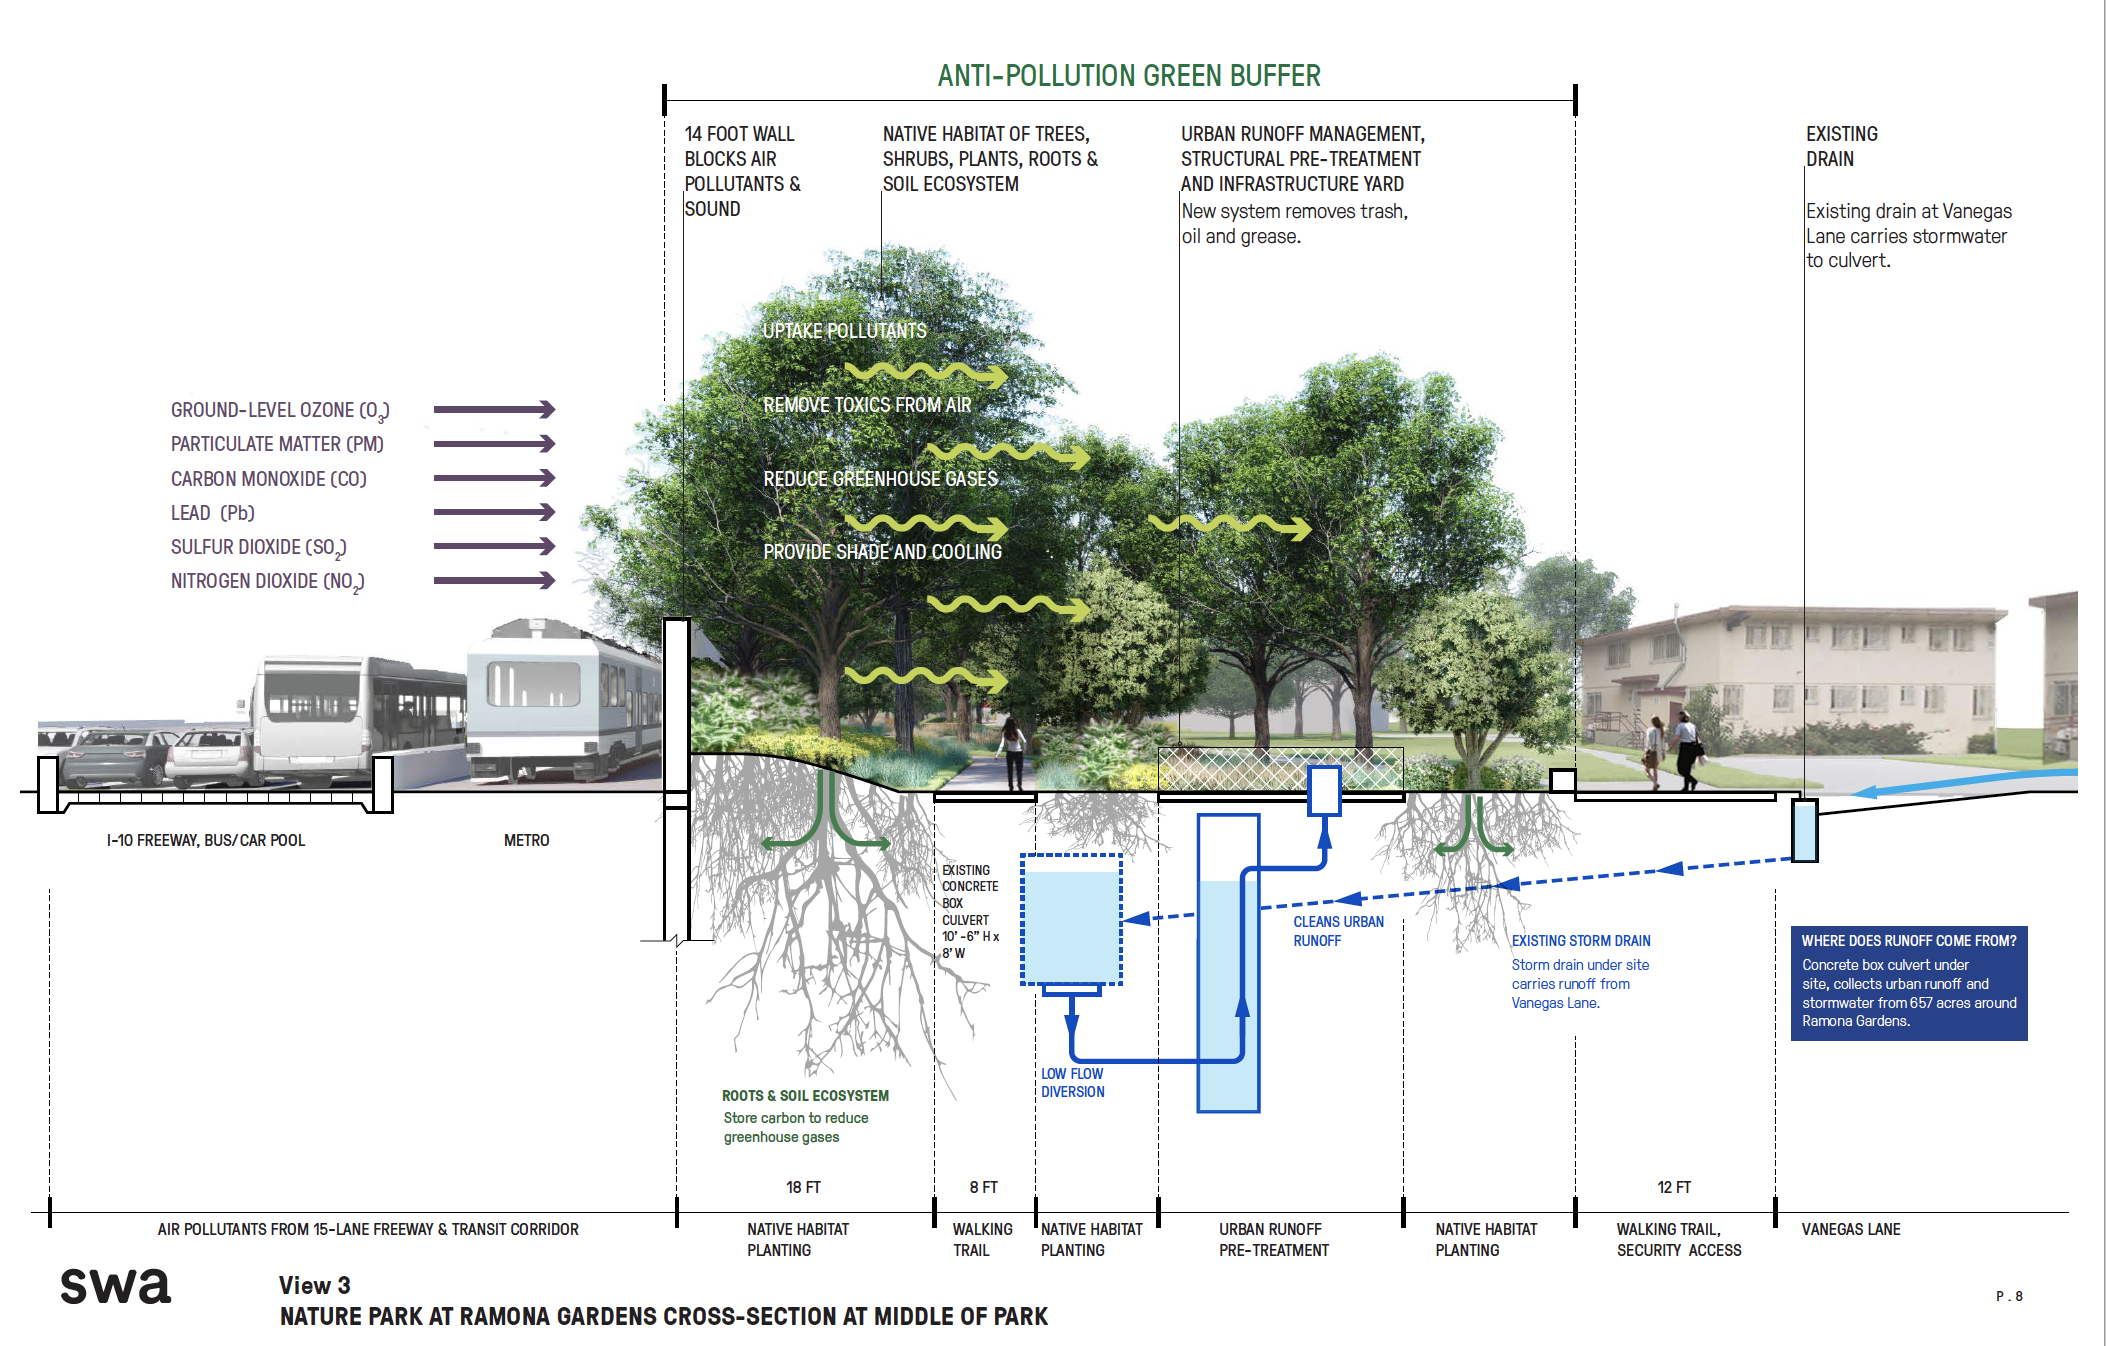 ANTI-POLLUTION GREEN BUFFER
14 FOOT WALL
BLOCKS AIR
POLLUTANTS &
SOUND
NATIVE HABITAT OF TREES,
SHRUBS, PLANTS, ROOTS &
SOIL ECOSYSTEM
URBAN RUNOFF MANAGEMENT,
STRUCTURAL PRE-TREATMENT
AND INFRASTRUCTURE YARD
New system removes trash,
oil and grease.
EXISTING
DRAIN
Existing drain at Vanegas
Lane carries stormwater
to culvert.
UPTAKE POLLUTANTS
REMOVE TOXICS FROM AIR
REDUCE GREENHOUSE GASES
PROVIDE SHADE AND COOLING
GROUND-LEVEL OZONE (O3)
PARTICULATE MATTER (PM)
CARBON MONOXIDE (CO)
LEAD (Pb)
SULFUR DIOXIDE (SO2)
NITROGEN DIOXIDE (NO2)
I-10 FREEWAY, BUS/CAR POOL
METRO
EXISTING
CONCRETE
BOX
CULVERT
10' -6" H x
8' W
CLEANS URBAN
RUNOFF
EXISTING STORM DRAIN
Storm drain under site
carries runoff from
Vanegas Lane.
WHERE DOES RUNOFF COME FROM?
Concrete box culvert under
site, collects urban runoff and
stormwater from 657 acres around
Ramona Gardens.
LOW FLOW
DIVERSION
ROOTS & SOIL ECOSYSTEM
Store carbon to reduce
greenhouse gases
18 FT
8 FT
12 FT
AIR POLLUTANTS FROM 15-LANE FREEWAY & TRANSIT CORRIDOR
NATIVE HABITAT
PLANTING
WALKING
TRAIL
NATIVE HABITAT
PLANTING
URBAN RUNOFF
PRE-TREATMENT
NATIVE HABITAT
PLANTING
WALKING TRAIL,
SECURITY ACCESS
VANEGAS LANE
swa
View 3
NATURE PARK AT RAMONA GARDENS CROSS-SECTION AT MIDDLE OF PARK
P . 8